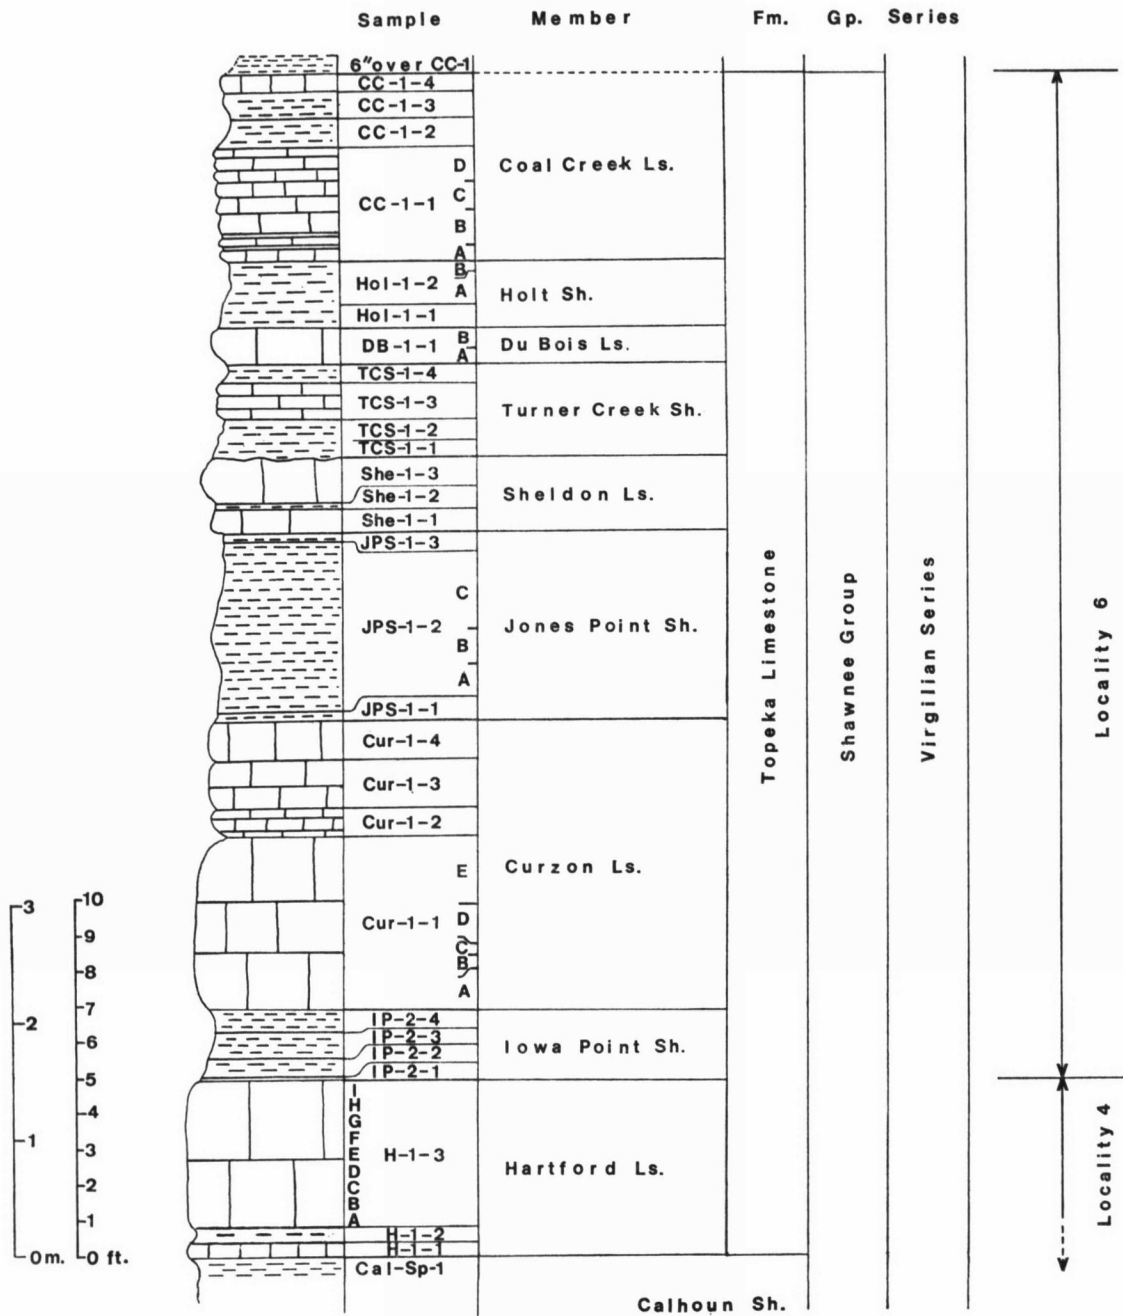 Sample Member Fm. Gp. Series
6"over CC-1
CC-1-4
CC-1-3
CC-1-2
D
Coal Creek Ls.
C
CC-1-1
B
A
B
Hol-1-2
A
Holt Sh.
Hol-1-1
B
DB-1-1
Du Bois Ls.
A
TCS-1-4
TCS-1-3
Turner Creek Sh.
TCS-1-2
TCS-1-1
She-1-3
She-1-2
Sheldon Ls.
She-1-1
JPS-1-3
C
JPS-1-2
Jones Point Sh.
B
A
JPS-1-1
Cur-1-4
Cur-1-3
Cur-1-2
E
Curzon Ls.
Cur-1-1
D
C
B
A
IP-2-4
IP-2-3
IP-2-2
Iowa Point Sh.
IP-2-1
I
H
G
F
E
D
C
B
A
H-1-3
Hartford Ls.
H-1-2
H-1-1
Cal-Sp-1
Calhoun Sh.
Topeka Limestone
Shawnee Group
Virgilian Series
Locality 6
Locality 4
3
2
1
0 m.
10
9
8
7
6
5
4
3
2
1
0 ft.